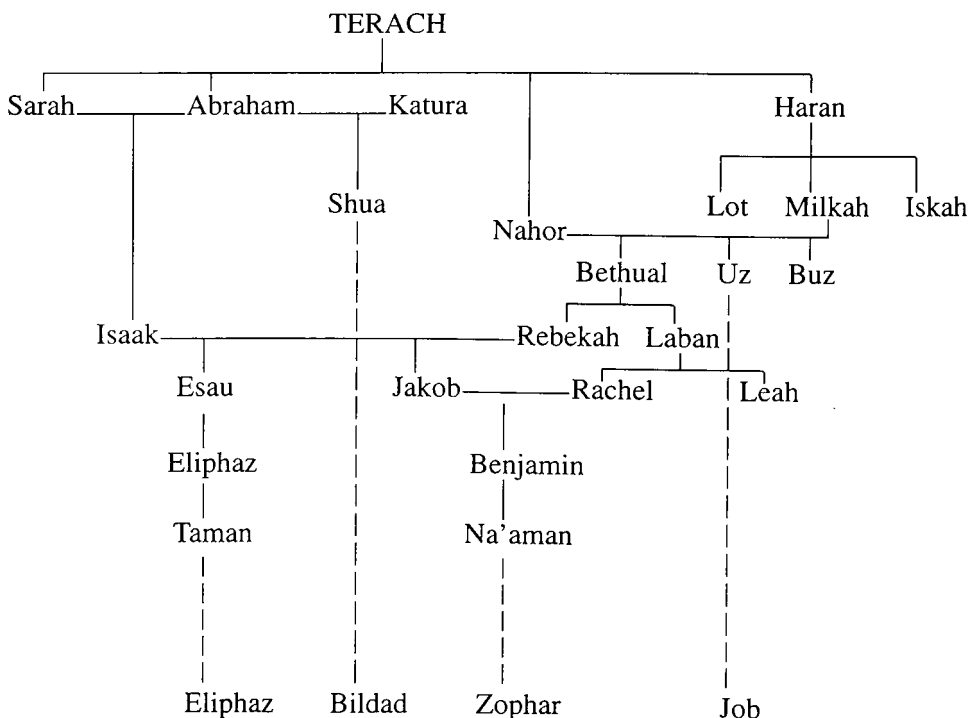 TERACH
Sarah Abraham Katura Haran
Shua Lot Milkah Iskah
Nahor
Bethual Uz Buz
Isaak Rebekah Laban
Esau Jakob Rachel Leah
Eliphaz Benjamin
Taman Na'aman
Eliphaz Bildad Zophar Job